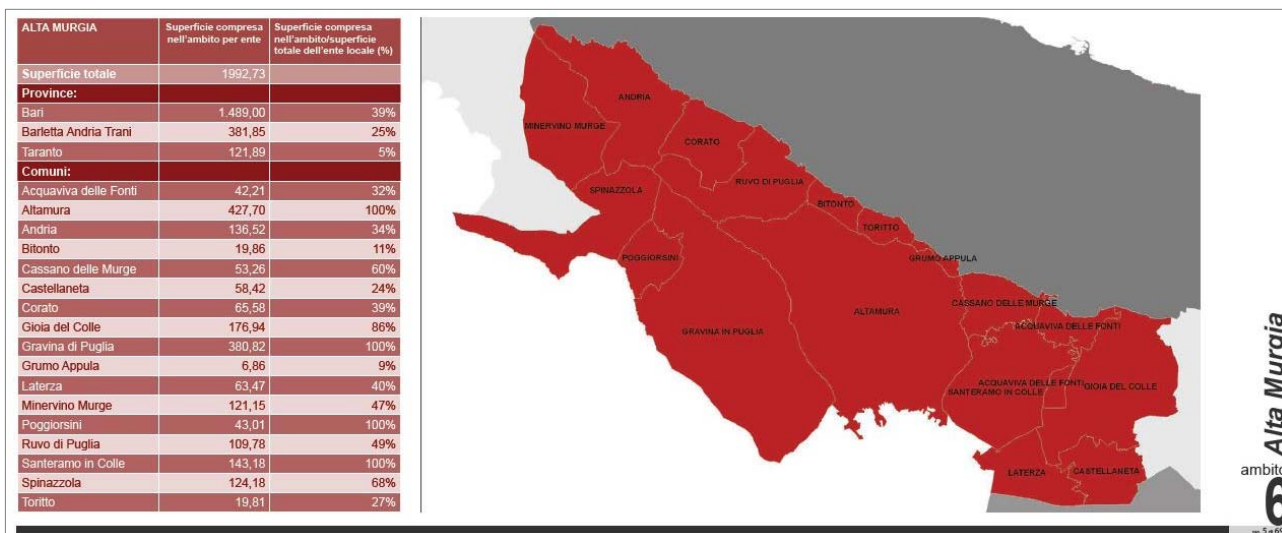 ALTA MURGIA Superficie compresa nell'ambito per ente Superficie compresa nell'ambito/superficie totale dell'ente locale (%)
Superficie totale 1992,73
Province:
Bari 1.489,00 39%
Barletta Andria Trani 381,85 25%
Taranto 121,89 5%
Comuni:
Acquaviva delle Fonti 42,21 32%
Altamura 427,70 100%
Andria 136,52 34%
Bitonto 19,86 11%
Cassano delle Murge 53,26 60%
Castellaneta 58,42 24%
Corato 65,58 39%
Gioia del Colle 176,94 86%
Gravina di Puglia 380,82 100%
Grumo Appula 6,86 9%
Laterza 63,47 40%
Minervino Murge 121,15 47%
Poggiorsini 43,01 100%
Ruvo di Puglia 109,78 49%
Santeramo in Colle 143,18 100%
Spinazzola 124,18 68%
Toritto 19,81 27%
ANDRIA
MINERVINO MURGE
CORATO
RUVO DI PUGLIA
SPINAZZOLA
BITONTO
TORITTO
GRUMO APPULA
POGGIORSINI
CASSANO DELLE MURGE
ALTAMURA
ACQUAVIVA DELLE FONTI
GRAVINA IN PUGLIA
ACQUAVIVA DELLE FONTI
GIOIA DEL COLLE
SANTERAMO IN COLLE
LATERZA
CASTELLANETA
Alta Murgia
ambito
6